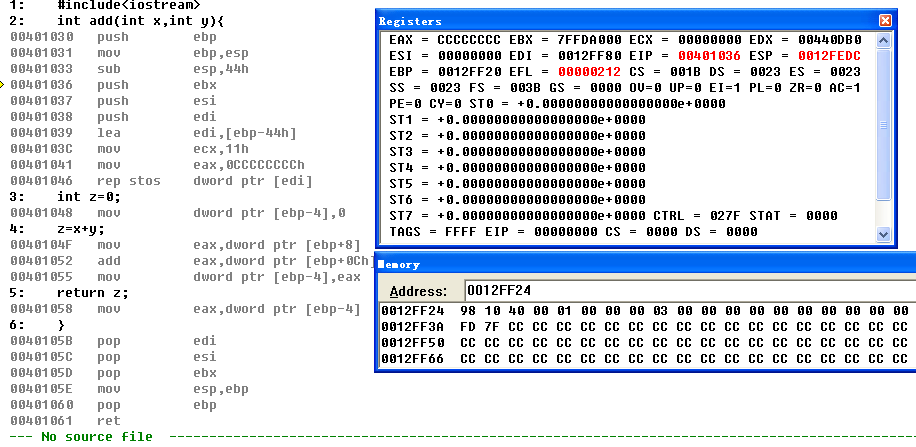 1:    #include<iostream>
2:    int add(int x,int y){
00401030   push        ebp
00401031   mov         ebp,esp
00401033   sub         esp,44h
00401036   push        ebx
00401037   push        esi
00401038   push        edi
00401039   lea         edi,[ebp-44h]
0040103C   mov         ecx,11h
00401041   mov         eax,0CCCCCCCCh
00401046   rep stos    dword ptr [edi]
3:    int z=0;
00401048   mov         dword ptr [ebp-4],0
4:    z=x+y;
0040104F   mov         eax,dword ptr [ebp+8]
00401052   add         eax,dword ptr [ebp+0Ch]
00401055   mov         dword ptr [ebp-4],eax
5:    return z;
00401058   mov         eax,dword ptr [ebp-4]
6:    }
0040105B   pop         edi
0040105C   pop         esi
0040105D   pop         ebx
0040105E   mov         esp,ebp
00401060   pop         ebp
00401061   ret
--- No source file ---
Registers
EAX = CCCCCCCC EBX = 7FFDA000 ECX = 00000000 EDX = 00440DB0
ESI = 00000000 EDI = 0012FF80 EIP = 00401036 ESP = 0012FEDC
EBP = 0012FF20 EFL = 00000212 CS = 001B DS = 0023 ES = 0023
SS = 0023 FS = 003B GS = 0000 OV=0 UP=0 EI=1 PL=0 ZR=0 AC=1
PE=0 CY=0 ST0 = +0.00000000000000000e+0000
ST1 = +0.00000000000000000e+0000
ST2 = +0.00000000000000000e+0000
ST3 = +0.00000000000000000e+0000
ST4 = +0.00000000000000000e+0000
ST5 = +0.00000000000000000e+0000
ST6 = +0.00000000000000000e+0000
ST7 = +0.00000000000000000e+0000 CTRL = 027F STAT = 0000
TAGS = FFFF EIP = 00000000 CS = 0000 DS = 0000
Memory
Address: 0012FF24
0012FF24  98 10 40 00 01 00 00 00 03 00 00 00 00 00 00 00 00 00
0012FF3A  FD 7F CC CC CC CC CC CC CC CC CC CC CC CC CC CC CC CC
0012FF50  CC CC CC CC CC CC CC CC CC CC CC CC CC CC CC CC CC CC
0012FF66  CC CC CC CC CC CC CC CC CC CC CC CC CC CC CC CC CC CC